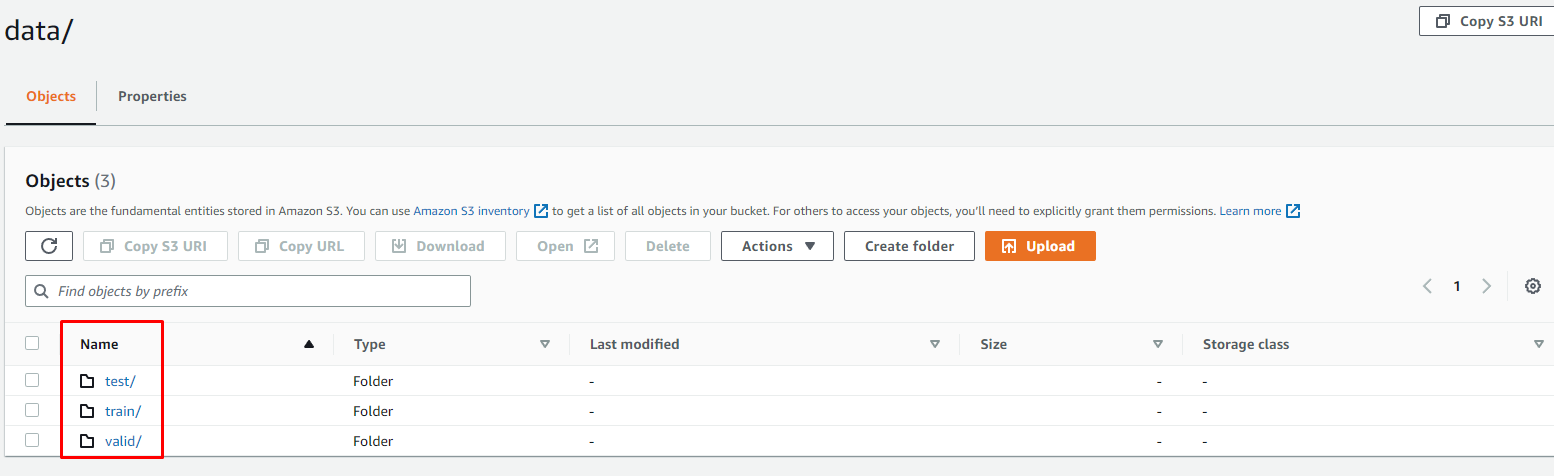 data/
Copy S3 URI
Objects Properties
Objects (3)
Objects are the fundamental entities stored in Amazon S3. You can use Amazon S3 inventory to get a list of all objects in your bucket. For others to access your objects, you'll need to explicitly grant them permissions. Learn more
Copy S3 URI Copy URL Download Open Delete Actions Create folder Upload
Find objects by prefix
1
Name Type Last modified Size Storage class
test/ Folder - - -
train/ Folder - - -
valid/ Folder - - -